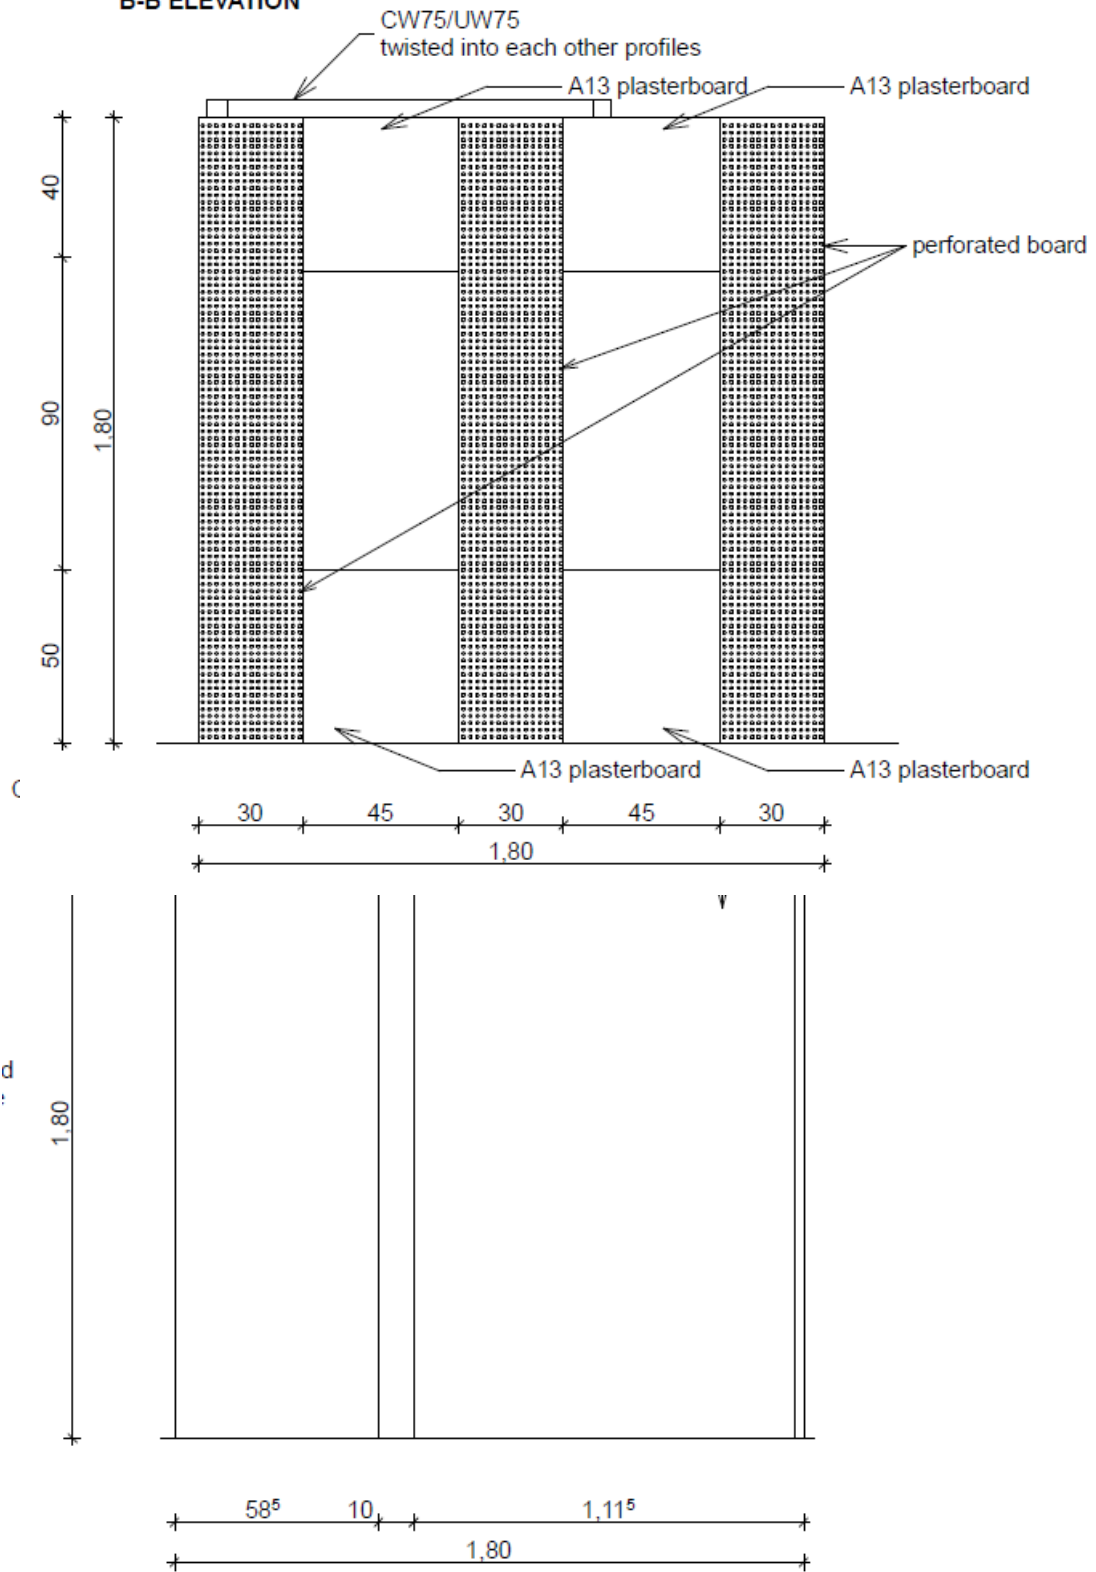 B-B ELEVATION
CW75/UW75
twisted into each other profiles
A13 plasterboard
A13 plasterboard
40
perforated board
90
1,80
50
A13 plasterboard
A13 plasterboard
30
45
30
45
30
1,80
d
1,80
58⁵
10
1,11⁵
1,80